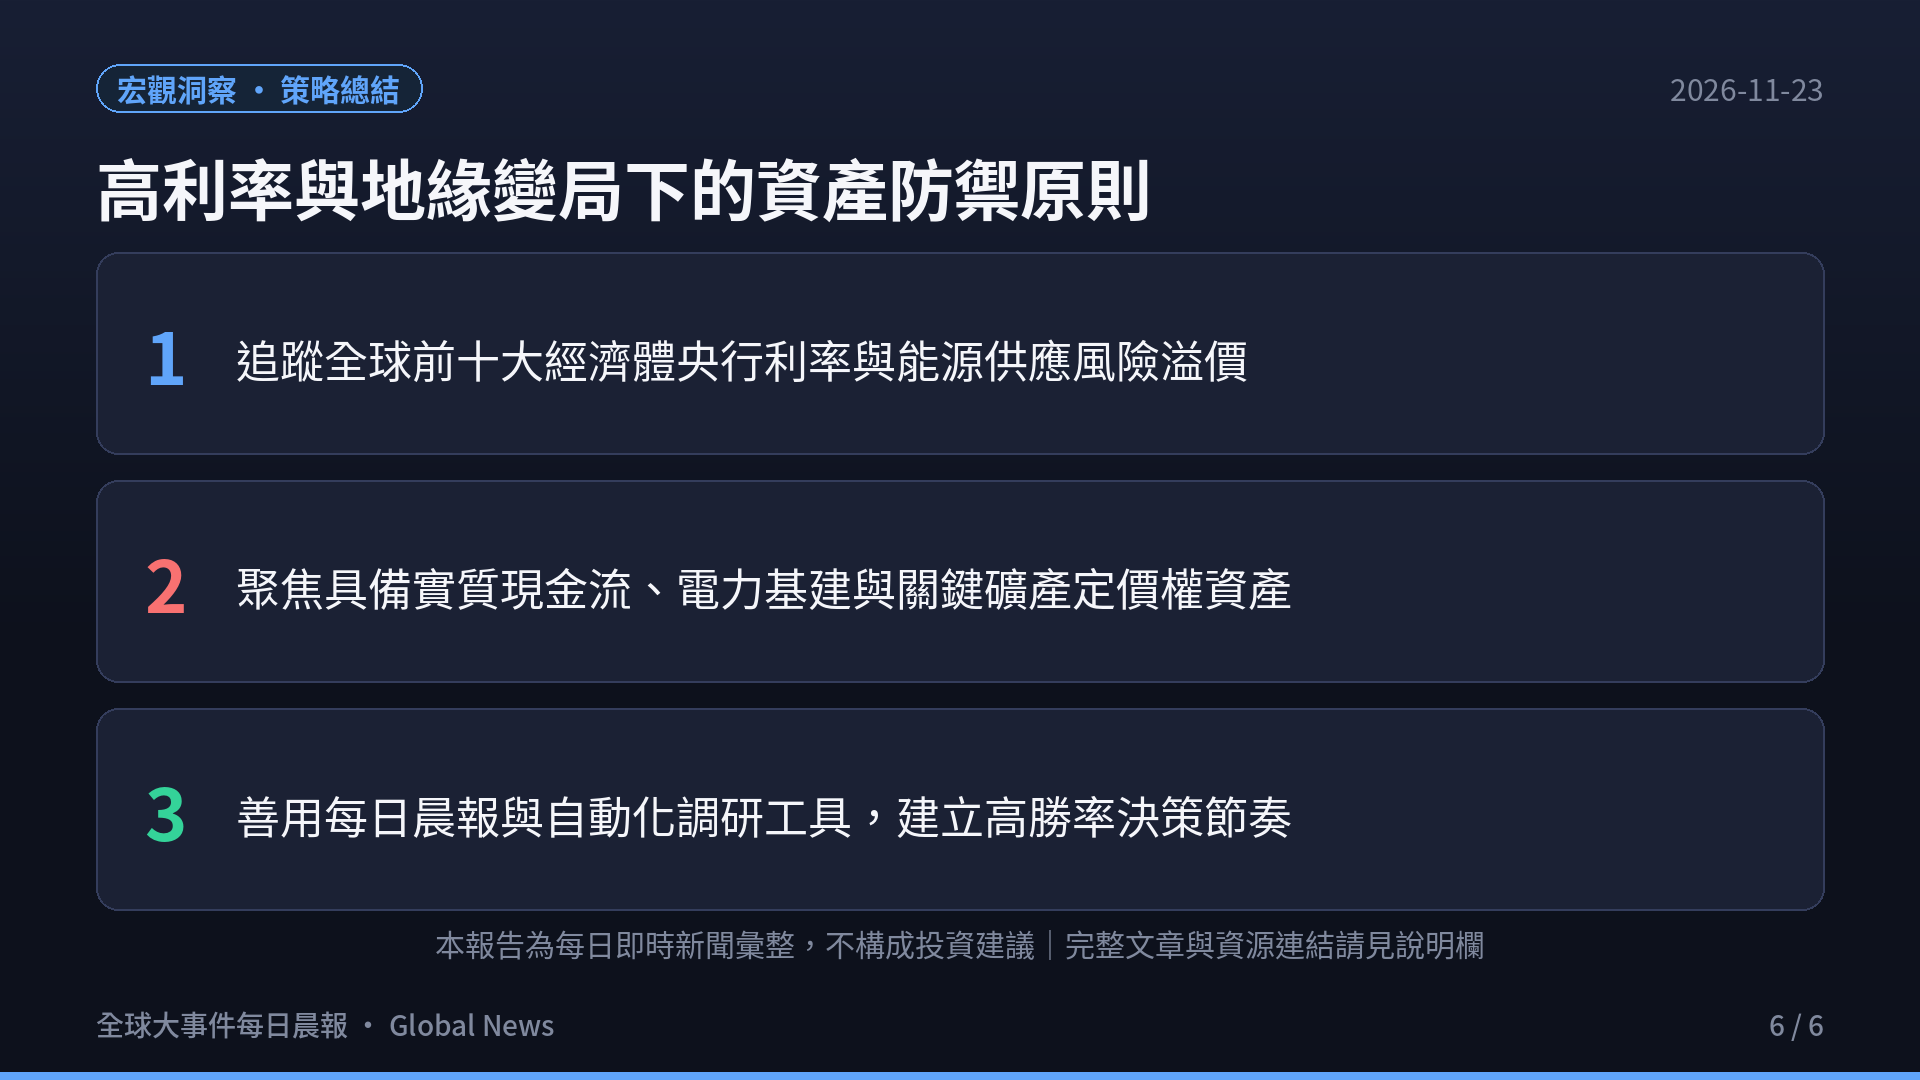 宏觀洞察 · 策略總結
2026-11-23
高利率與地緣變局下的資產防禦原則
1 追蹤全球前十大經濟體央行利率與能源供應風險溢價
2 聚焦具備實質現金流、電力基建與關鍵礦產定價權資產
3 善用每日晨報與自動化調研工具，建立高勝率決策節奏
本報告為每日即時新聞彙整，不構成投資建議｜完整文章與資源連結請見說明欄
全球大事件每日晨報 · Global News
6 / 6